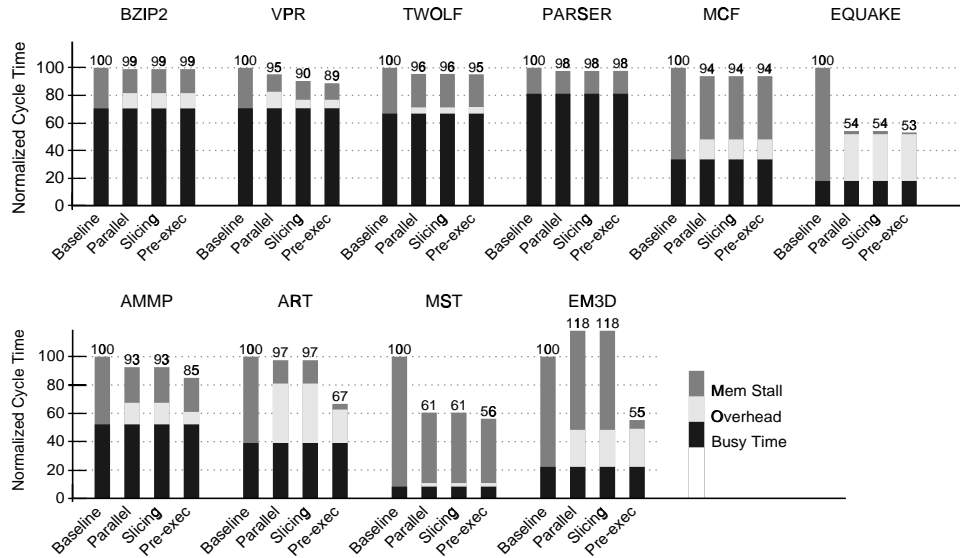 BZIP2 VPR TWOLF PARSER MCF EQUAKE
Normalized Cycle Time
100
80
60
40
20
0
100 99 99 99
100 95 90 89
100 96 96 95
100 98 98 98
100 94 94 94
100 54 54 53
Baseline Parallel Slicing Pre-exec
Baseline Parallel Slicing Pre-exec
Baseline Parallel Slicing Pre-exec
Baseline Parallel Slicing Pre-exec
Baseline Parallel Slicing Pre-exec
Baseline Parallel Slicing Pre-exec
AMMP ART MST EM3D
Normalized Cycle Time
100
80
60
40
20
0
100 93 93 85
100 97 97 67
100 61 61 56
100 118 118 55
Baseline Parallel Slicing Pre-exec
Baseline Parallel Slicing Pre-exec
Baseline Parallel Slicing Pre-exec
Baseline Parallel Slicing Pre-exec
Mem Stall
Overhead
Busy Time